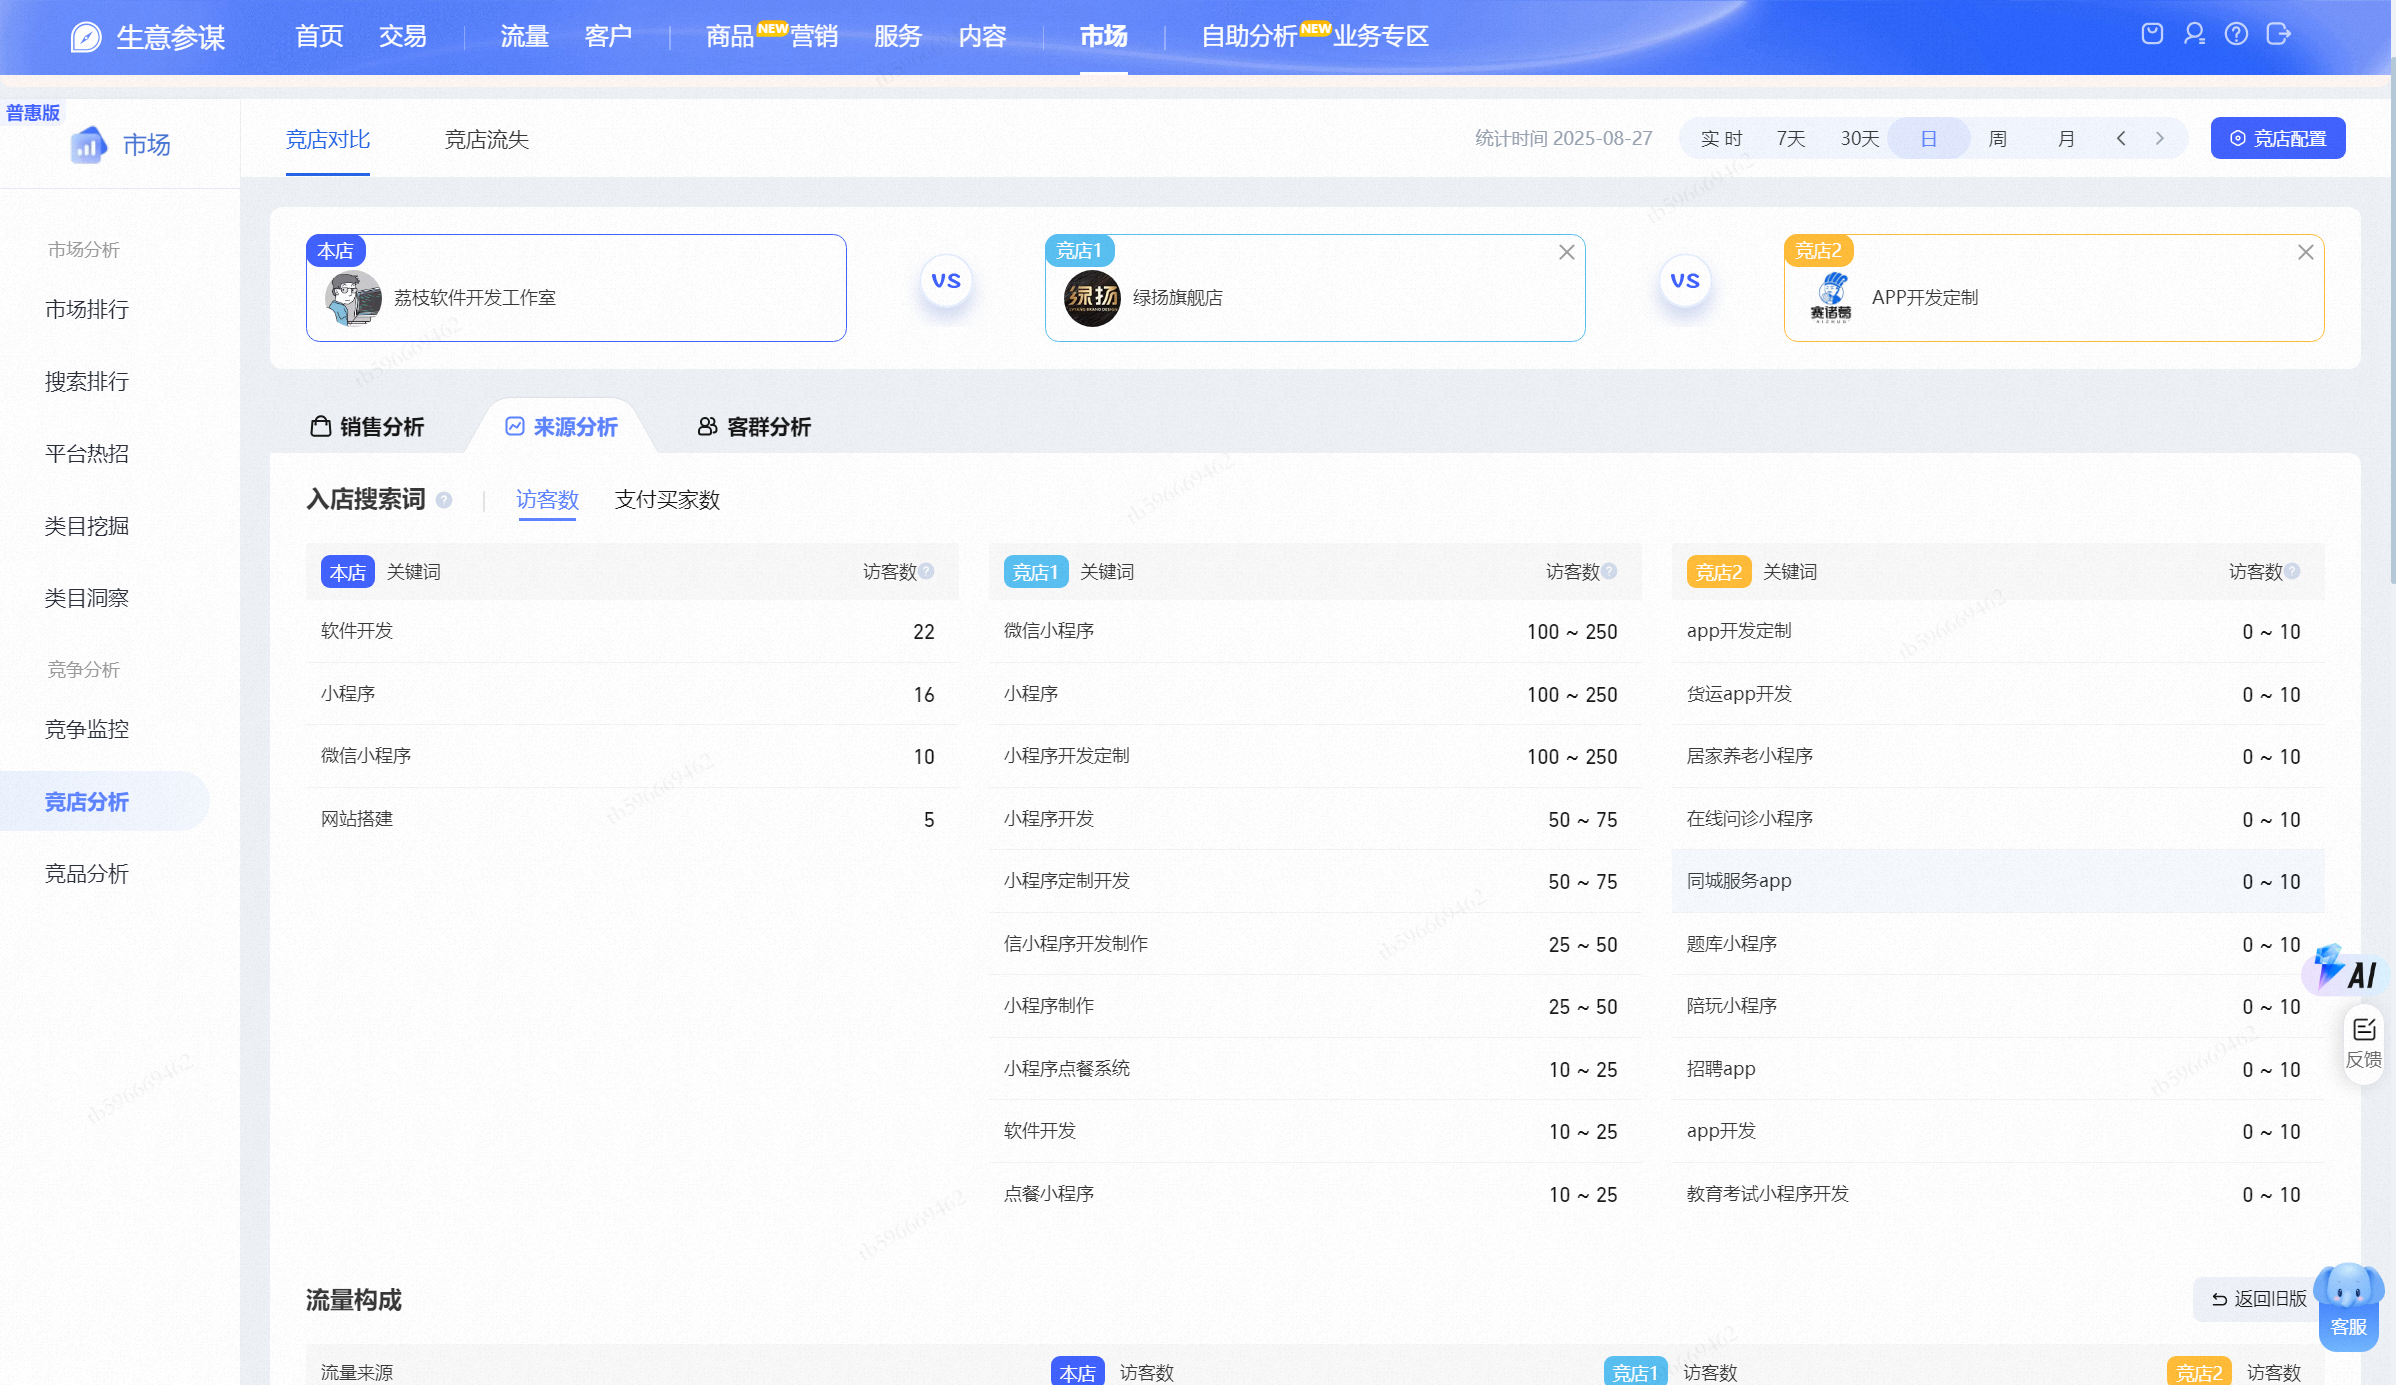 生意参谋 首页 交易 流量 客户 商品 NEW 营销 服务 内容 市场 自助分析 NEW 业务专区
普惠版
市场
竞店对比 竞店流失 统计时间 2025-08-27 实时 7天 30天 日 周 月 < > 竞店配置
市场分析
市场排行
搜索排行
平台热招
类目挖掘
类目洞察
竞争分析
竞争监控
竞店分析
竞品分析
本店
荔枝软件开发工作室
VS
竞店1
绿扬
绿扬旗舰店
VS
竞店2
赛诸葛
APP开发定制
销售分析 来源分析 客群分析
入店搜索词 ? 访客数 支付买家数
本店 关键词 访客数 ?
软件开发 22
小程序 16
微信小程序 10
网站搭建 5
竞店1 关键词 访客数 ?
微信小程序 100 ~ 250
小程序 100 ~ 250
小程序开发定制 100 ~ 250
小程序开发 50 ~ 75
小程序定制开发 50 ~ 75
信小程序开发制作 25 ~ 50
小程序制作 25 ~ 50
小程序点餐系统 10 ~ 25
软件开发 10 ~ 25
点餐小程序 10 ~ 25
竞店2 关键词 访客数 ?
app开发定制 0 ~ 10
货运app开发 0 ~ 10
居家养老小程序 0 ~ 10
在线问诊小程序 0 ~ 10
同城服务app 0 ~ 10
题库小程序 0 ~ 10
陪玩小程序 0 ~ 10
招聘app 0 ~ 10
app开发 0 ~ 10
教育考试小程序开发 0 ~ 10
AI
反馈
流量构成
返回旧版
客服
流量来源 本店 访客数 竞店1 访客数 竞店2 访客数
tb596669462